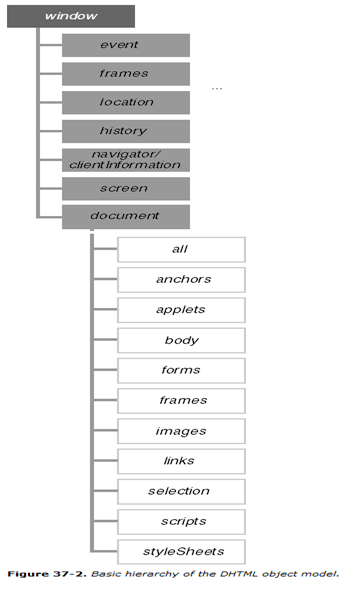 window
event
frames
...
location
history
navigator/
clientInformation
screen
document
all
anchors
applets
body
forms
frames
images
links
selection
scripts
styleSheets
Figure 37-2. Basic hierarchy of the DHTML object model.